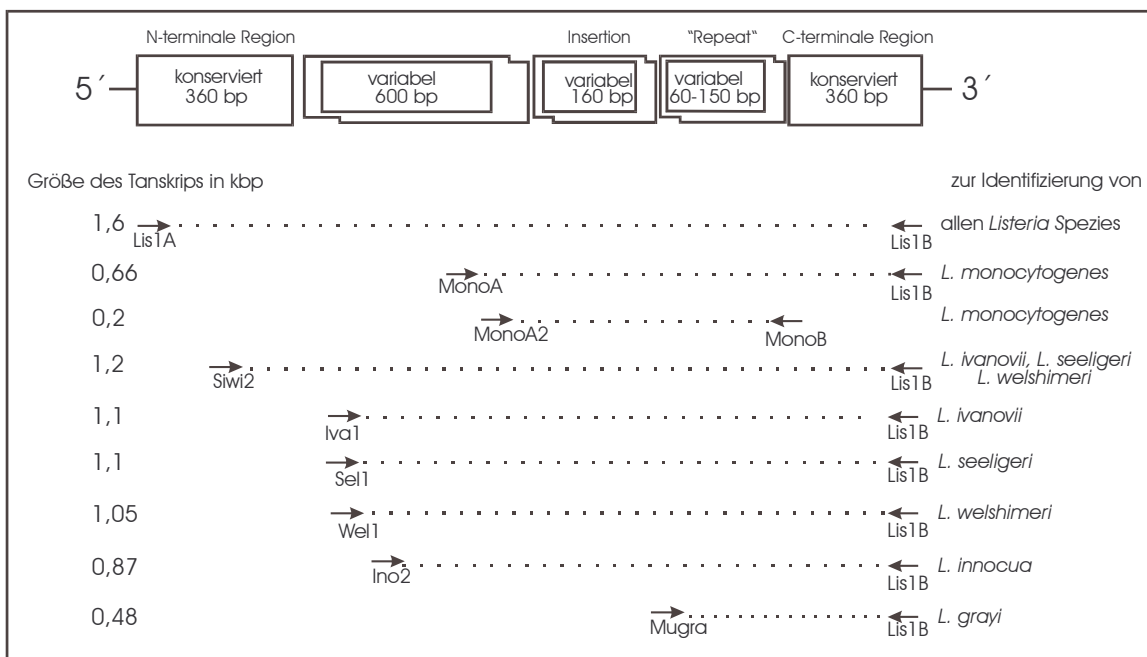 N-terminale Region Insertion "Repeat" C-terminale Region
5´ konserviert variabel variabel variabel konserviert 3´
360 bp 600 bp 160 bp 60-150 bp 360 bp
Größe des Tanskrips in kbp zur Identifizierung von
1,6 allen Listeria Spezies
Lis1A Lis1B
0,66 L. monocytogenes
MonoA Lis1B
0,2 L. monocytogenes
MonoA2 MonoB
1,2 L. ivanovii, L. seeligeri
Siwi2 Lis1B L. welshimeri
1,1 L. ivanovii
Iva1 Lis1B
1,1 L. seeligeri
Sel1 Lis1B
1,05 L. welshimeri
Wel1 Lis1B
0,87 L. innocua
Ino2 Lis1B
0,48 L. grayi
Mugra Lis1B